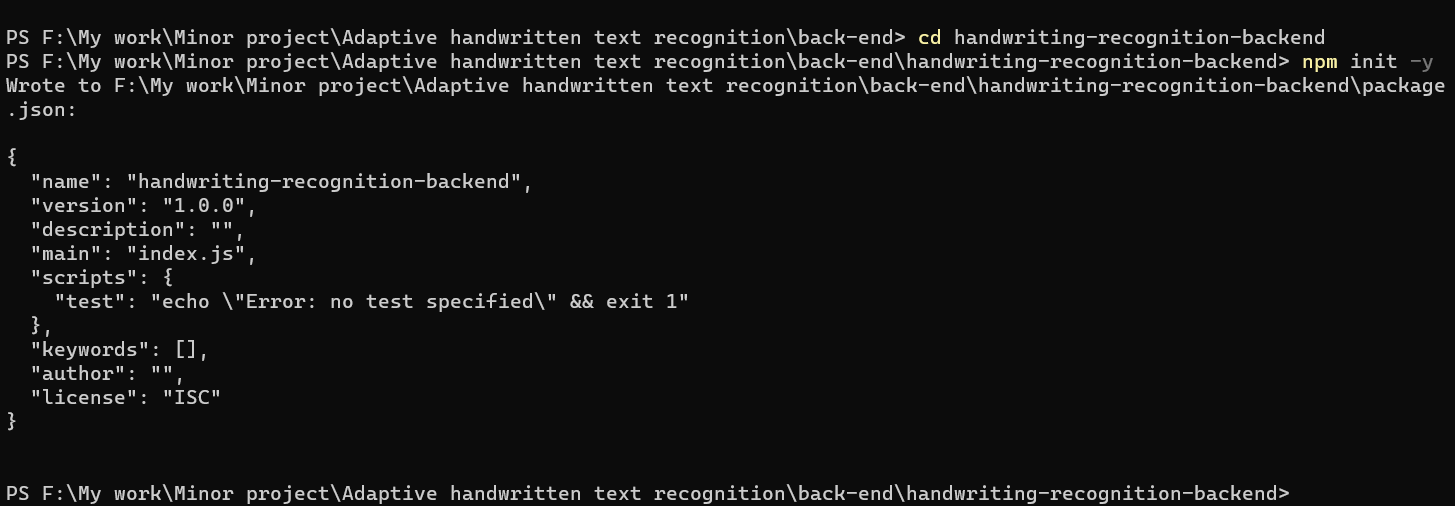 PS F:\My work\Minor project\Adaptive handwritten text recognition\back-end> cd handwriting-recognition-backend
PS F:\My work\Minor project\Adaptive handwritten text recognition\back-end\handwriting-recognition-backend> npm init -y
Wrote to F:\My work\Minor project\Adaptive handwritten text recognition\back-end\handwriting-recognition-backend\package
.json:

{
  "name": "handwriting-recognition-backend",
  "version": "1.0.0",
  "description": "",
  "main": "index.js",
  "scripts": {
    "test": "echo \"Error: no test specified\" && exit 1"
  },
  "keywords": [],
  "author": "",
  "license": "ISC"
}

PS F:\My work\Minor project\Adaptive handwritten text recognition\back-end\handwriting-recognition-backend>